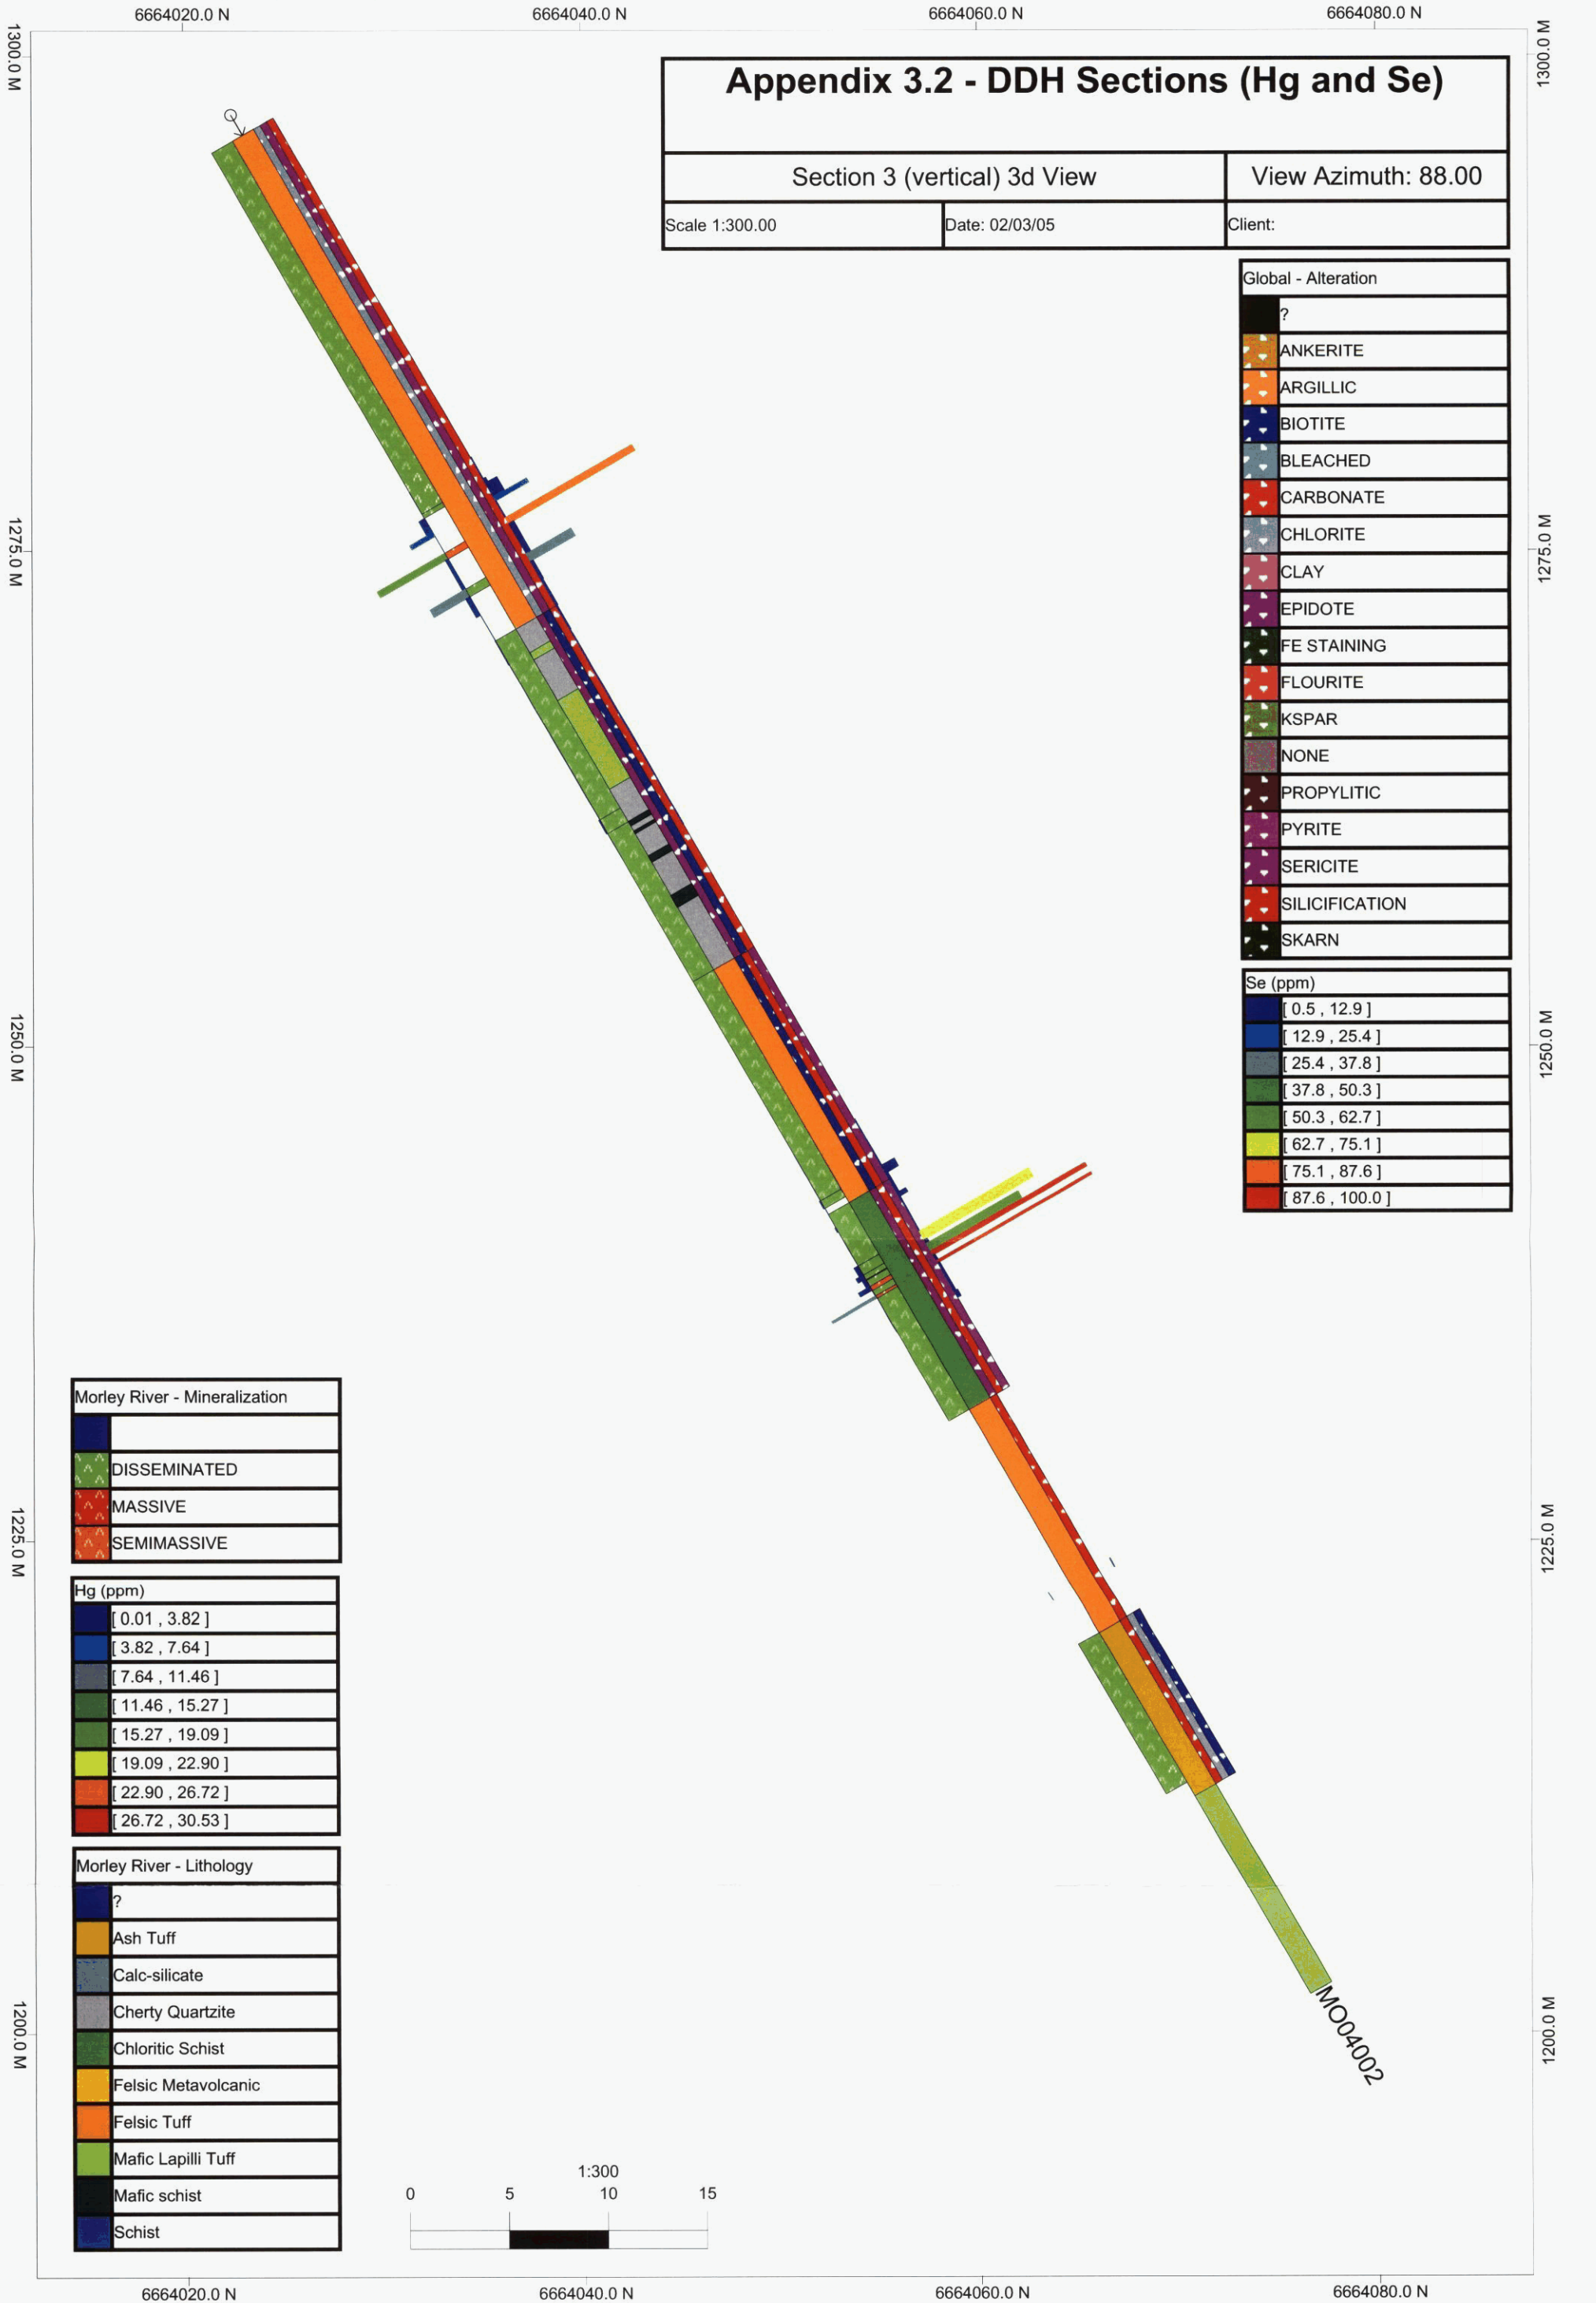 6664020.0 N 6664040.0 N 6664060.0 N 6664080.0 N
1300.0 M
1300.0 M
Appendix 3.2 - DDH Sections (Hg and Se)
Section 3 (vertical) 3d View
View Azimuth: 88.00
Scale 1:300.00
Date: 02/03/05
Client:
Global - Alteration
?
ANKERITE
ARGILLIC
BIOTITE
BLEACHED
CARBONATE
CHLORITE
CLAY
EPIDOTE
FE STAINING
FLOURITE
KSPAR
NONE
PROPYLITIC
PYRITE
SERICITE
SILICIFICATION
SKARN
Se (ppm)
[ 0.5 , 12.9 ]
[ 12.9 , 25.4 ]
[ 25.4 , 37.8 ]
[ 37.8 , 50.3 ]
[ 50.3 , 62.7 ]
[ 62.7 , 75.1 ]
[ 75.1 , 87.6 ]
[ 87.6 , 100.0 ]
1275.0 M
1275.0 M
1250.0 M
1250.0 M
1225.0 M
1225.0 M
1200.0 M
1200.0 M
Morley River - Mineralization
DISSEMINATED
MASSIVE
SEMIMASSIVE
Hg (ppm)
[ 0.01 , 3.82 ]
[ 3.82 , 7.64 ]
[ 7.64 , 11.46 ]
[ 11.46 , 15.27 ]
[ 15.27 , 19.09 ]
[ 19.09 , 22.90 ]
[ 22.90 , 26.72 ]
[ 26.72 , 30.53 ]
Morley River - Lithology
?
Ash Tuff
Calc-silicate
Cherty Quartzite
Chloritic Schist
Felsic Metavolcanic
Felsic Tuff
Mafic Lapilli Tuff
Mafic schist
Schist
MO04002
1:300
0 5 10 15
6664020.0 N 6664040.0 N 6664060.0 N 6664080.0 N